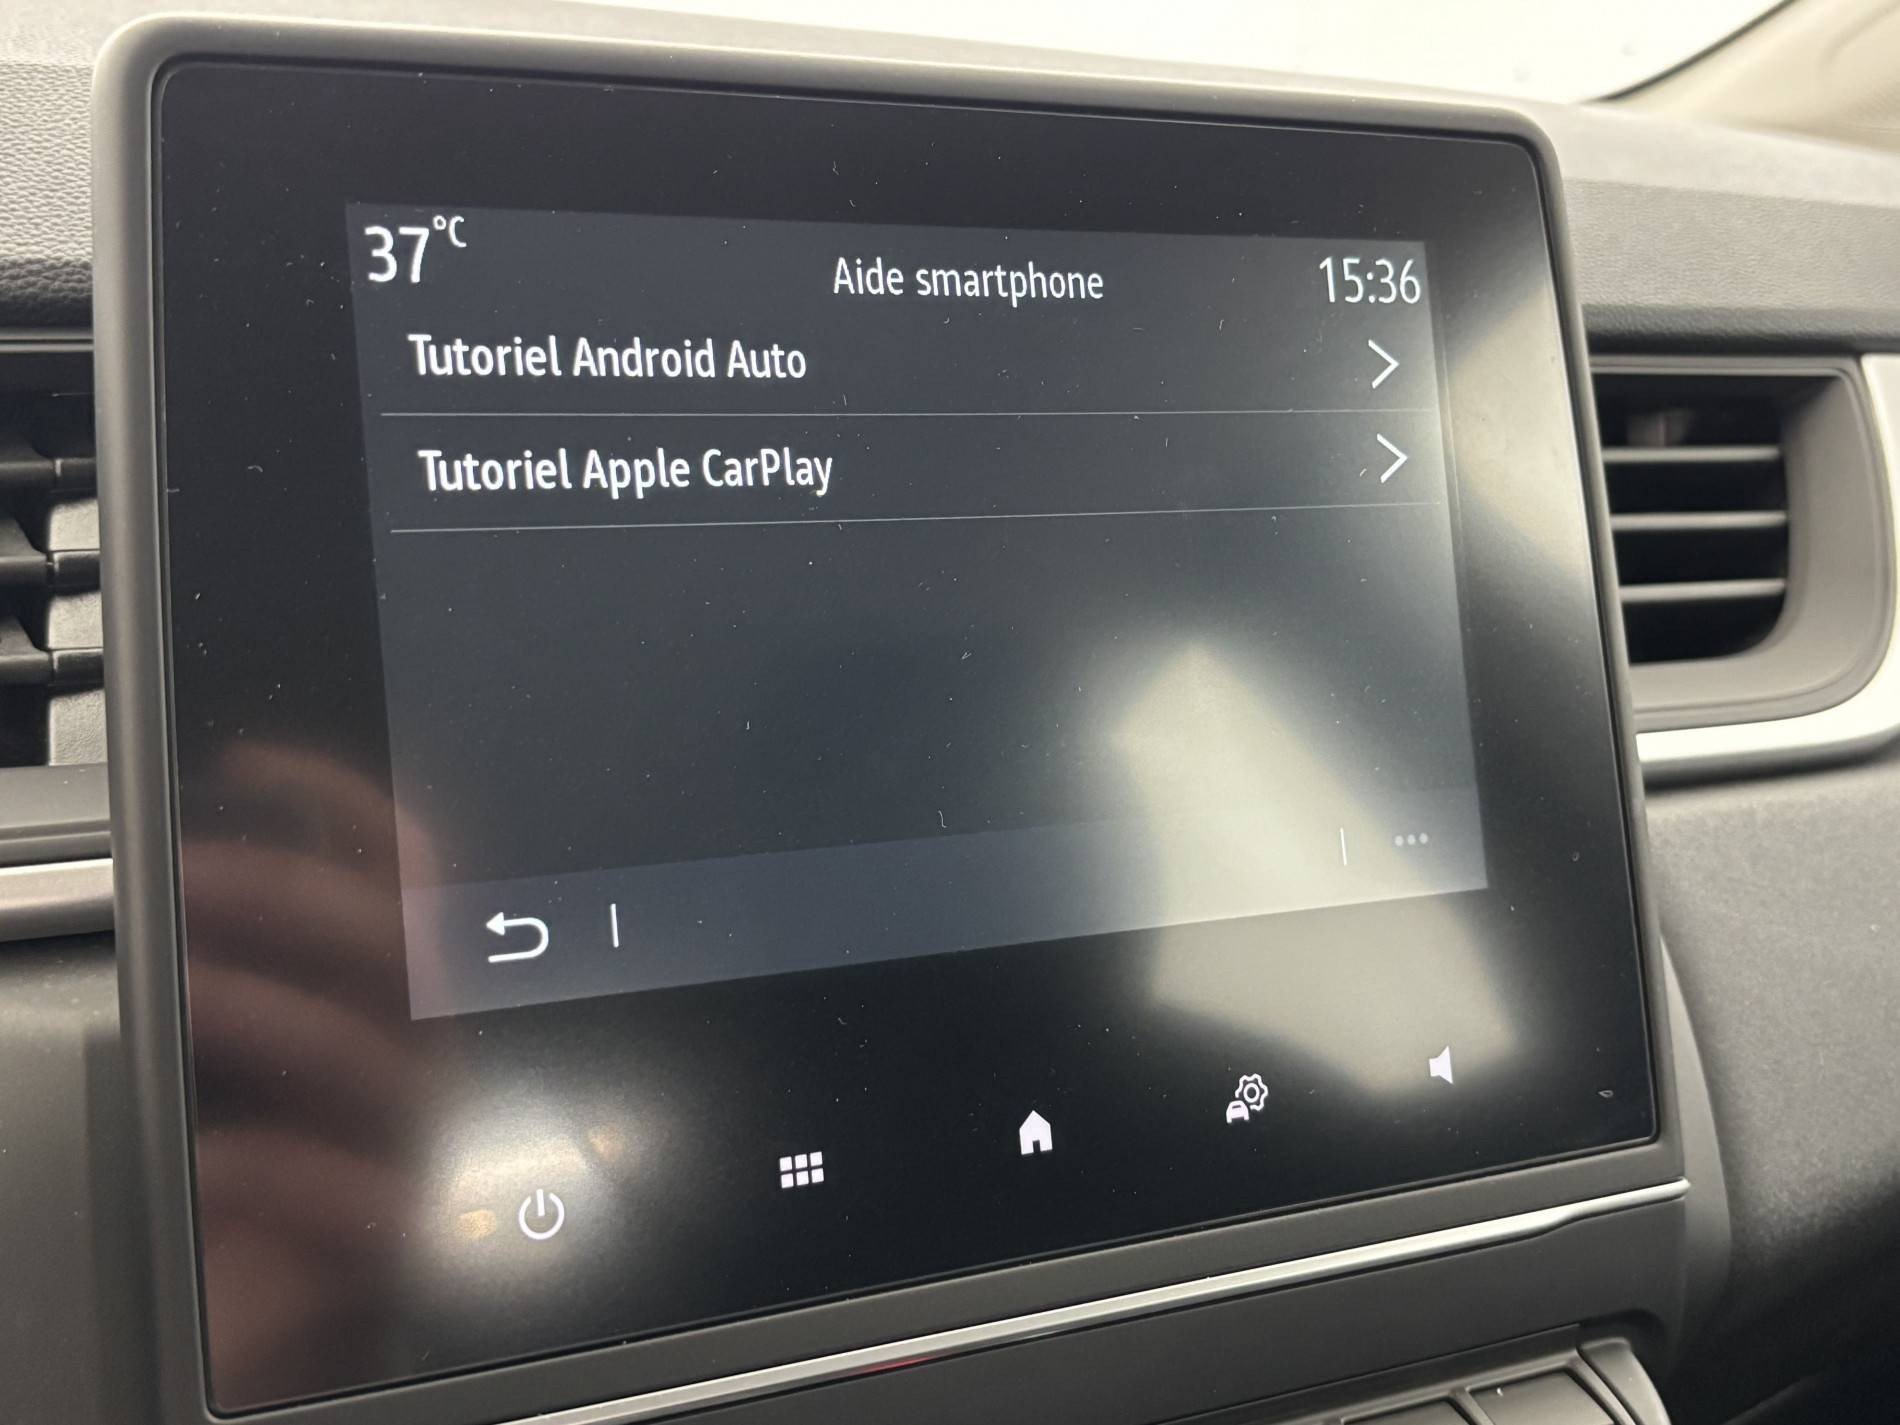 37°C
Aide smartphone
15:36
Tutoriel Android Auto
Tutoriel Apple CarPlay